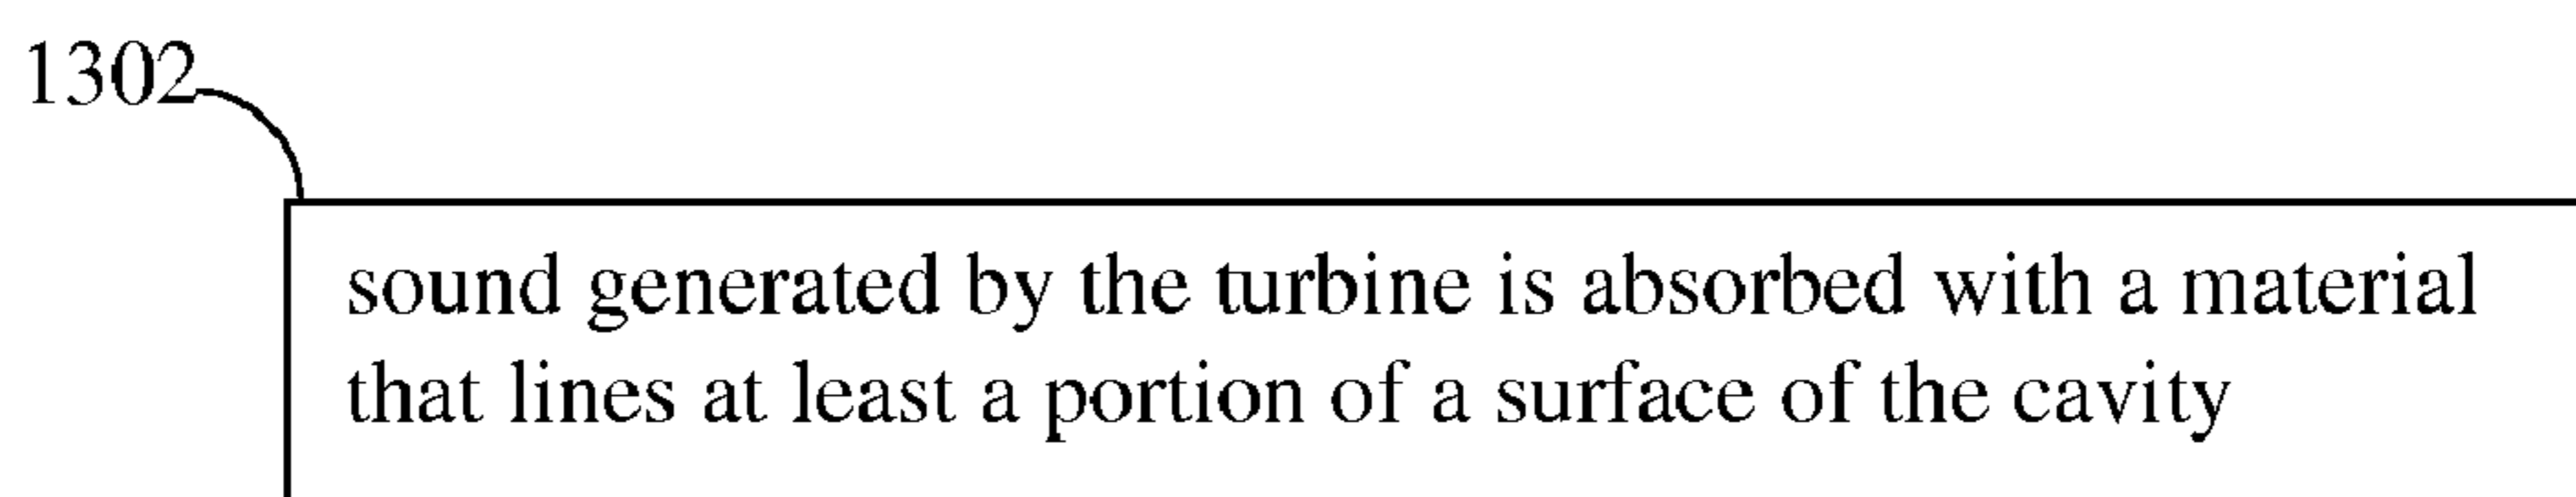 1302
sound generated by the turbine is absorbed with a material
that lines at least a portion of a surface of the cavity